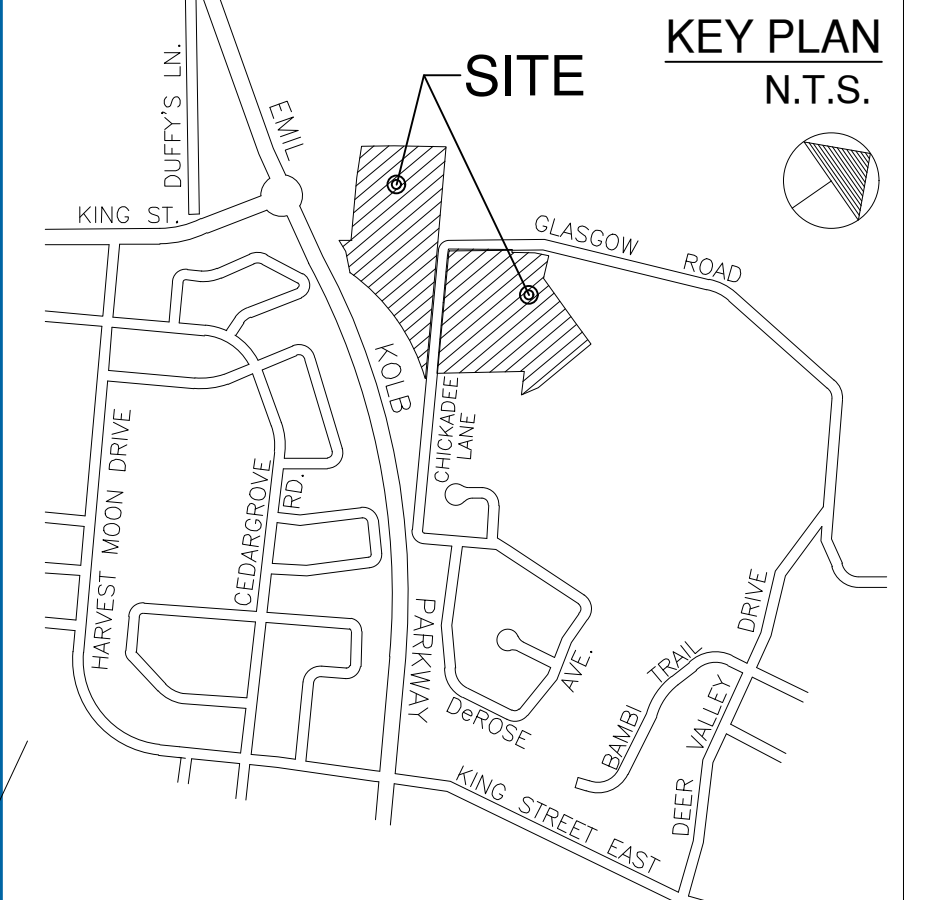 KEY PLAN
N.T.S.
SITE
DUFFY'S LN.
EMIL
KING ST.
GLASGOW
ROAD
KOLB
CHICKADEE
LANE
HARVEST MOON DRIVE
CEDARGROVE
RD.
PARKWAY
DeROSE
AVE.
BAMBI
TRAIL
DRIVE
VALLEY
DEER
KING STREET EAST